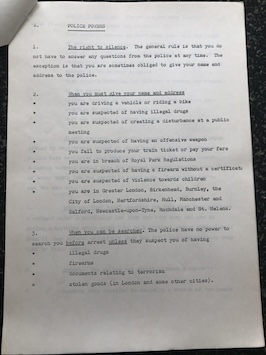 2. POLICE POWERS
1. The right to silence. The general rule is that you do
not have to answer any questions from the police at any time. The
exception is that you are sometimes obliged to give your name and
address to the police.
2. When you must give your name and address
• you are driving a vehicle or riding a bike
• you are suspected of having illegal drugs
• you are suspected of creating a disturbance at a public
meeting
• you are suspected of having an offensive weapon
• you fail to produce your train ticket or pay your fare
• you are in breach of Royal Park Regulations
• you are suspected of having a firearm without a certificate
• you are suspected of violence towards children
• you are in Greater London, Birkenhead, Burnley, the
City of London, Hertfordshire, Hull, Manchester and
Salford, Newcastle-upon-Tyne, Rochdale and St. Helens.
3. When you can be searched. The police have no power to
search you before arrest unless they suspect you of having
• illegal drugs
• firearms
• documents relating to terrorism
• stolen goods (in London and some other cities).